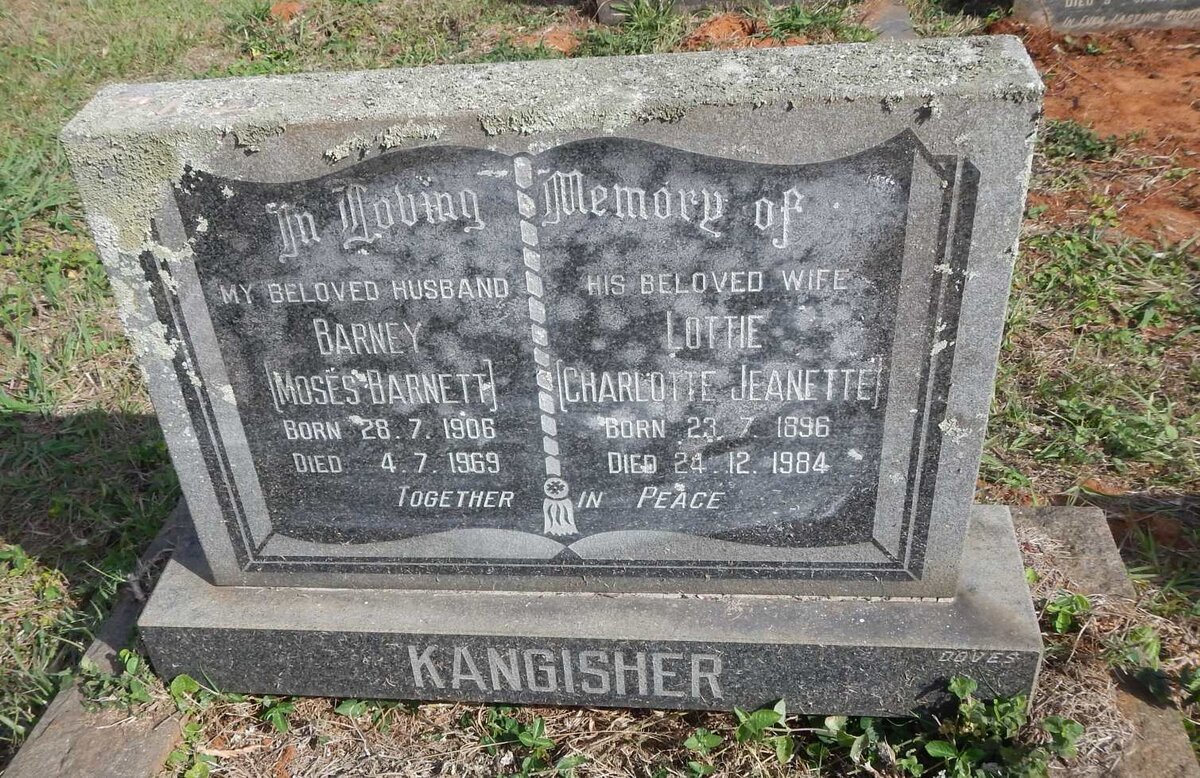 In Loving Memory of
MY BELOVED HUSBAND
BARNEY
[MOSES BARNETT]
BORN 28. 7. 1906
DIED 4. 7. 1969
HIS BELOVED WIFE
LOTTIE
[CHARLOTTE JEANETTE]
BORN 23. 7. 1896
DIED 24. 12. 1984
TOGETHER IN PEACE
KANGISHER
DOVES